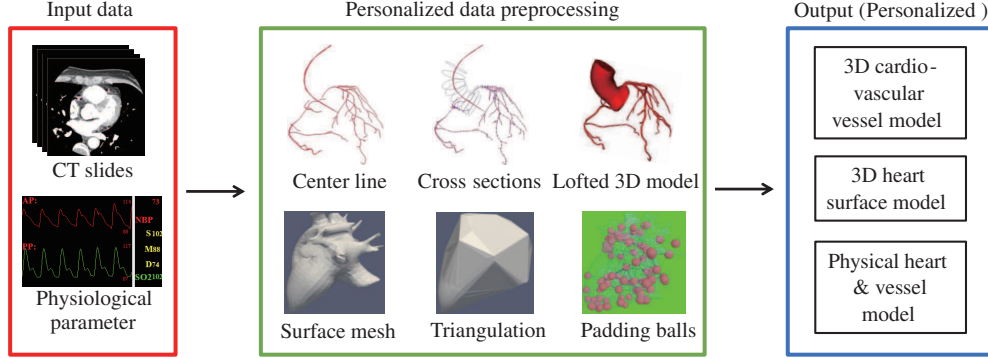 Input data
Personalized data preprocessing
Output (Personalized )
CT slides
AP:
73
NBP
S 102
PP:
M88
D74
SO2102
Physiological
parameter
Center line
Cross sections
Lofted 3D model
Surface mesh
Triangulation
Padding balls
3D cardio-
vascular
vessel model
3D heart
surface model
Physical heart
& vessel
model